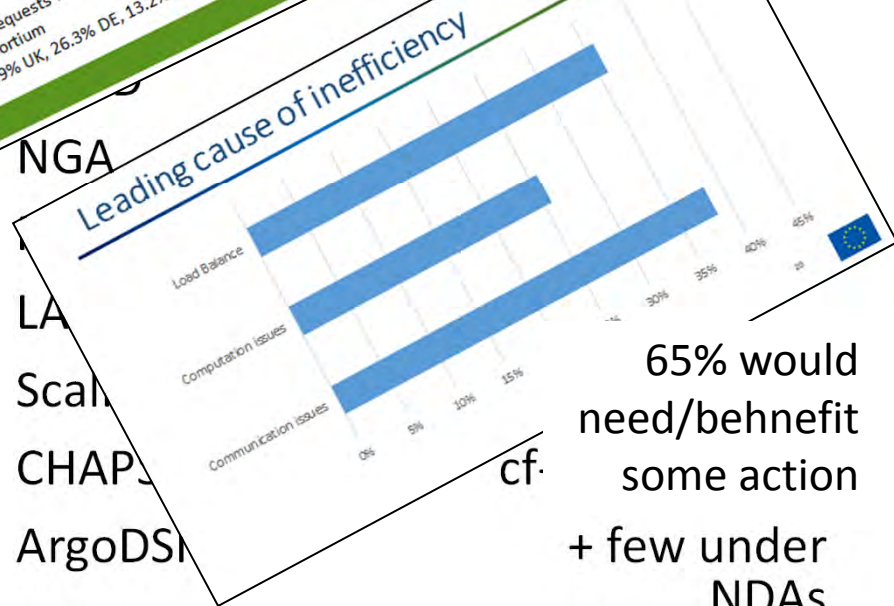 equests
ortium
9% UK, 26.3% DE, 13.2
NGA
LA
Scal
CHAPS
ArgoDS
Leading cause of inefficiency
Load Balance
Computation issues
Communication issues
0%
5%
10%
15%
30%
35%
40%
45%
65% would
need/behnefit
cf-
some action
+ few under
NDAs